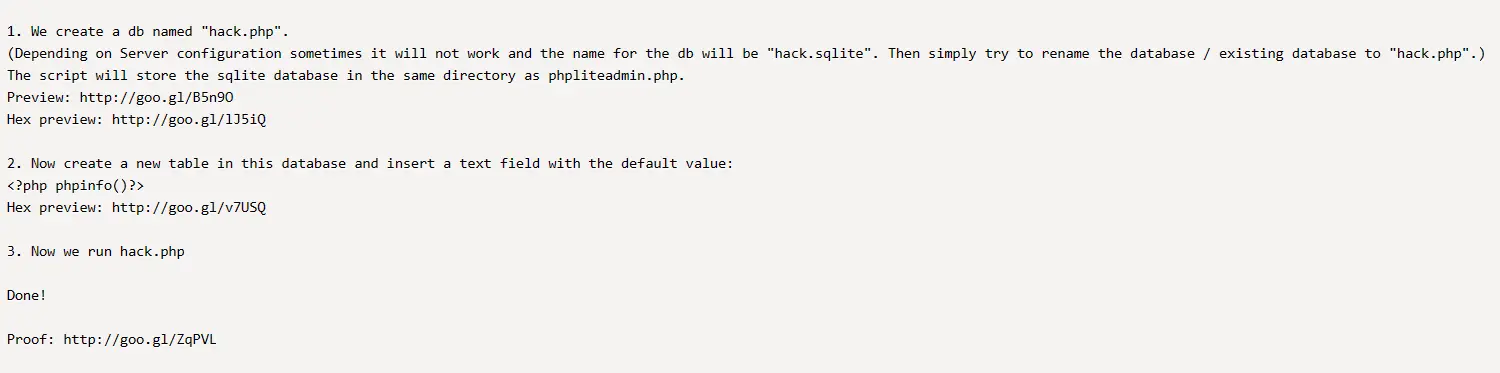 1. We create a db named "hack.php".
(Depending on Server configuration sometimes it will not work and the name for the db will be "hack.sqlite". Then simply try to rename the database / existing database to "hack.php".)
The script will store the sqlite database in the same directory as phpliteadmin.php.
Preview: http://goo.gl/B5n9O
Hex preview: http://goo.gl/lJ5iQ
2. Now create a new table in this database and insert a text field with the default value:
<?php phpinfo()?>
Hex preview: http://goo.gl/v7USQ
3. Now we run hack.php
Done!
Proof: http://goo.gl/ZqPVL